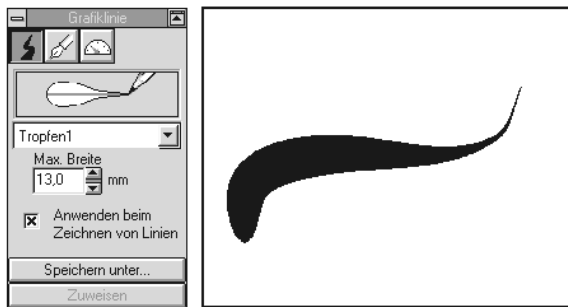 Grafiklinie
Tropfen1
Max. Breite
13,0 mm
Anwenden beim
Zeichnen von Linien
Speichern unter...
Zuweisen